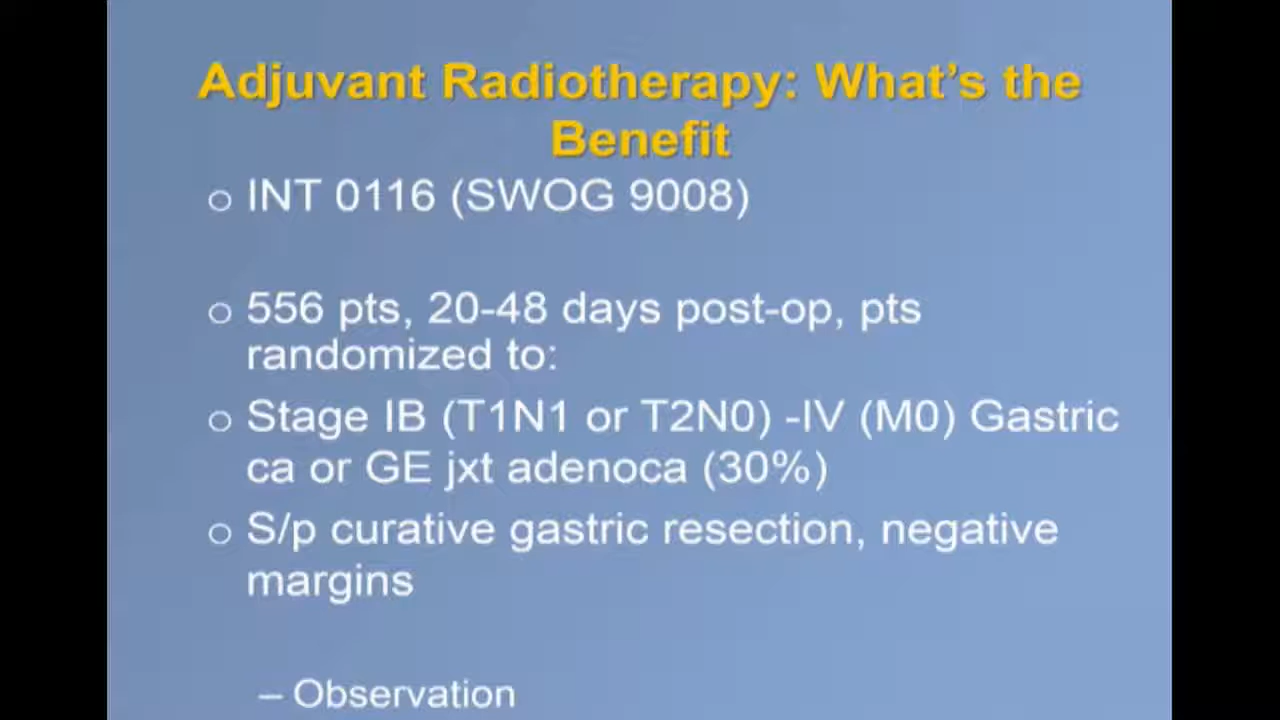 Adjuvant Radiotherapy: What's the
Benefit
o INT 0116 (SWOG 9008)
o 556 pts, 20-48 days post-op, pts
randomized to:
o Stage IB (T1N1 or T2N0) -IV (M0) Gastric
ca or GE jxt adenoca (30%)
o S/p curative gastric resection, negative
margins
– Observation